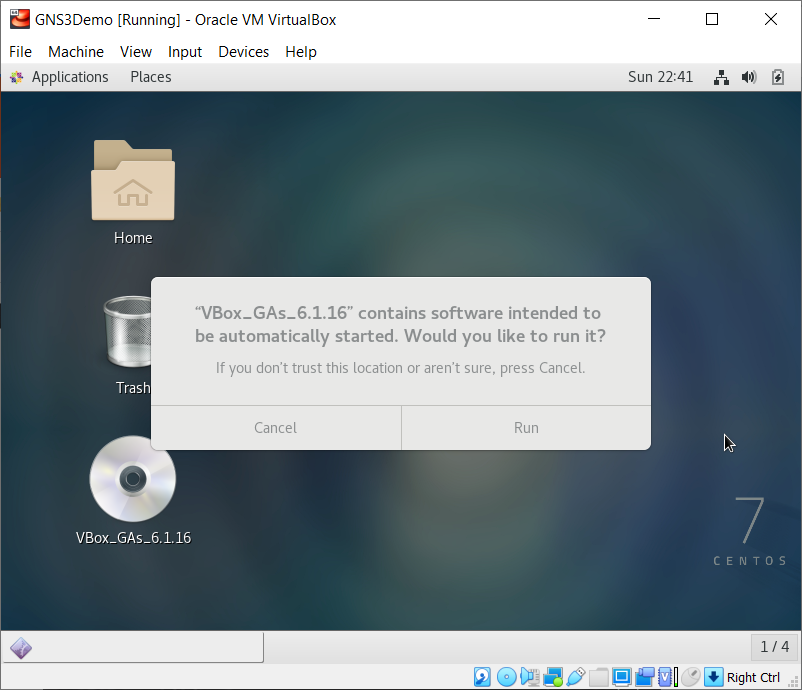 GNS3Demo [Running] - Oracle VM VirtualBox
File Machine View Input Devices Help
Applications Places Sun 22:41
Home
“VBox_GAs_6.1.16” contains software intended to
be automatically started. Would you like to run it?
If you don’t trust this location or aren’t sure, press Cancel.
Trash
Cancel Run
VBox_GAs_6.1.16
7
CENTOS
1 / 4
Right Ctrl